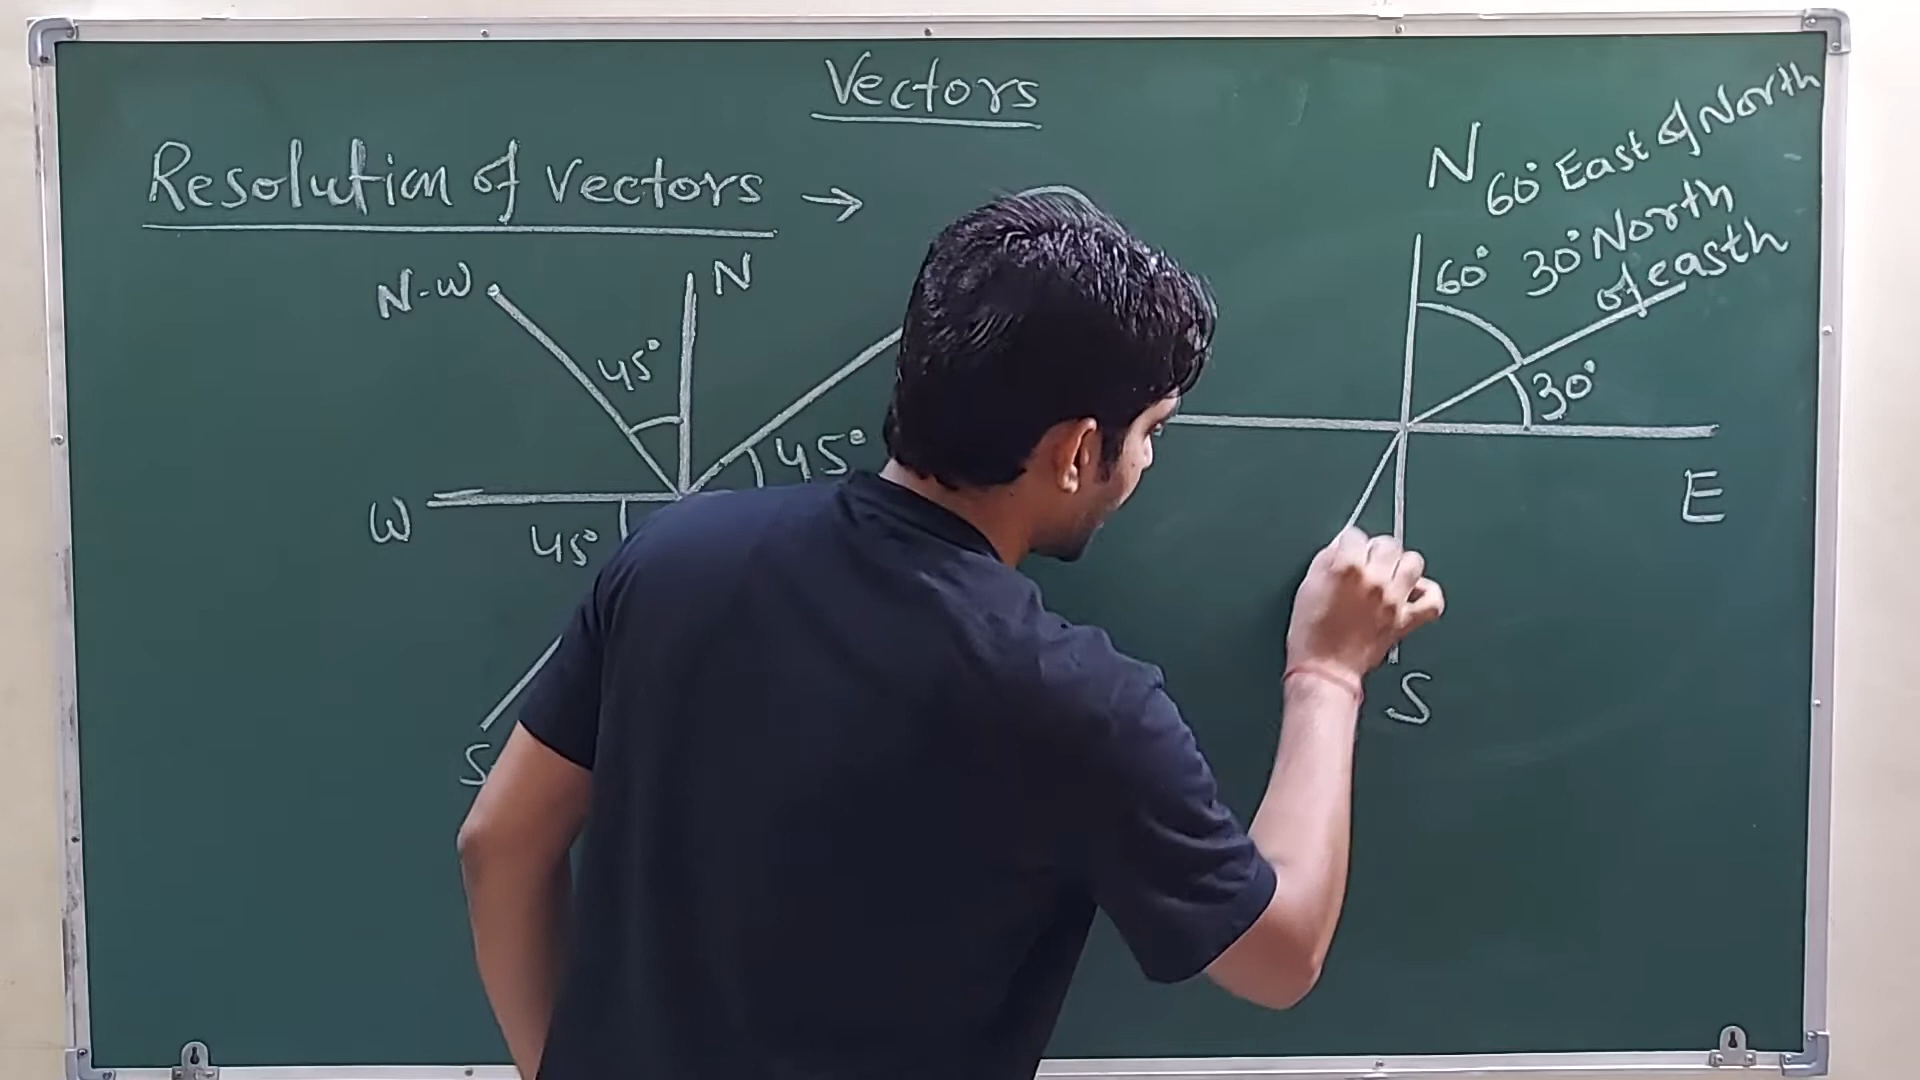 Vectors
Resolution of Vectors →
N-W
N
45°
45°
W
45°
S
N
60° East of North
60°
30° North
of easth
30°
E
S